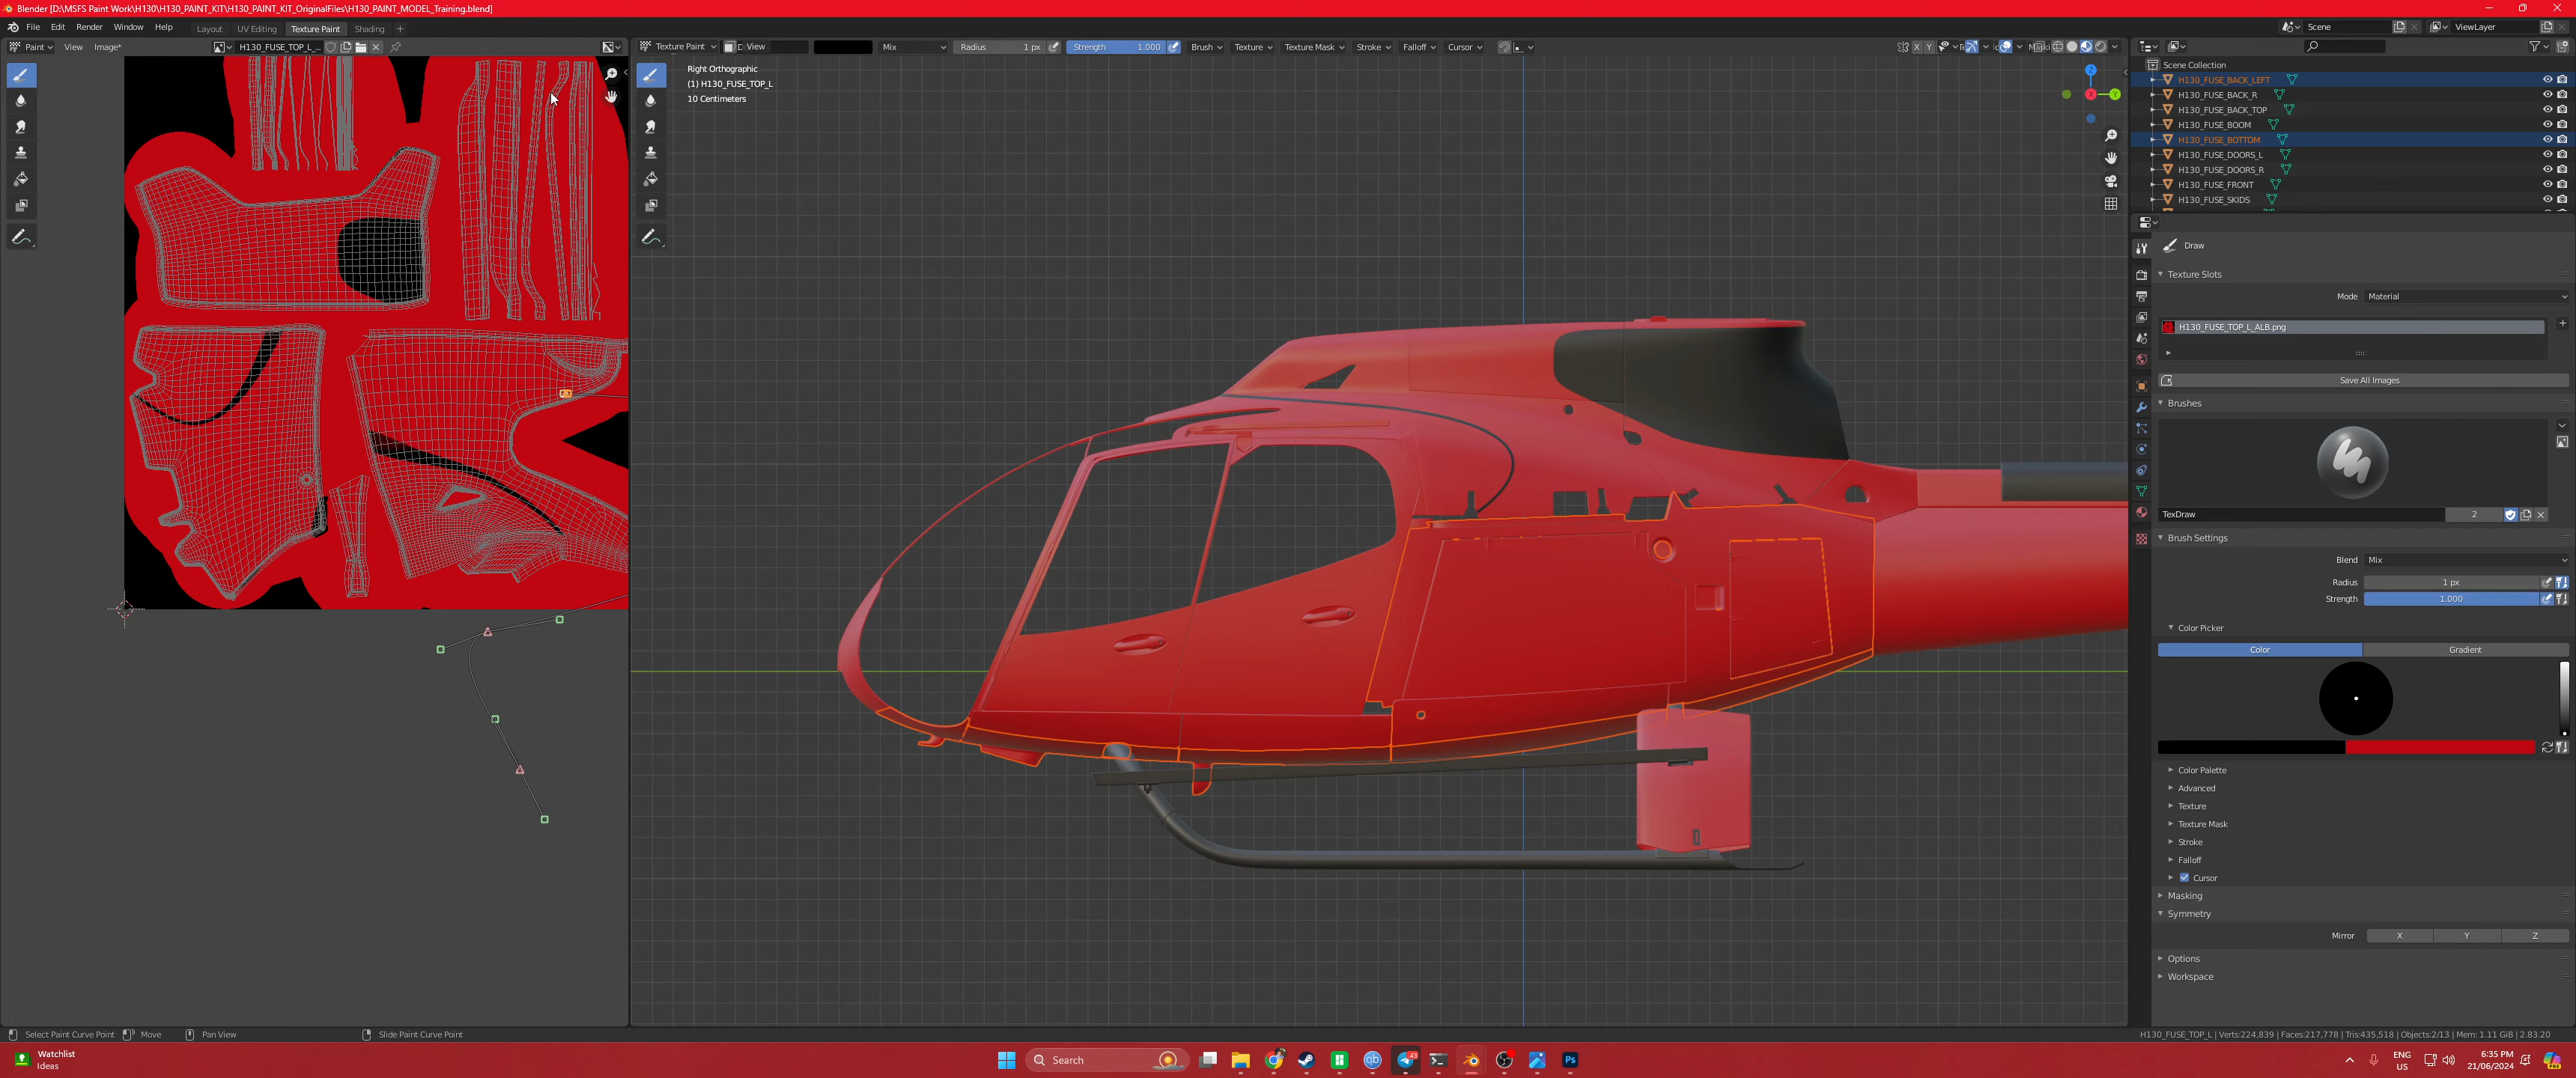 Blender [D:\MSFS Paint Work\H130\H130_PAINT_KIT\H130_PAINT_KIT_OriginalFiles\H130_PAINT_MODEL_Training.blend]
File Edit Render Window Help Layout UV Editing Texture Paint Shading + Scene ViewLayer
Paint View Image* H130_FUSE_TOP_L_... Texture Paint View Mix Radius 1 px Strength 1.000 Brush Texture Texture Mask Stroke Falloff Cursor X Y
Right Orthographic
(1) H130_FUSE_TOP_L
10 Centimeters
Z
X
Y
Scene Collection
H130_FUSE_BACK_LEFT
H130_FUSE_BACK_R
H130_FUSE_BACK_TOP
H130_FUSE_BOOM
H130_FUSE_BOTTOM
H130_FUSE_DOORS_L
H130_FUSE_DOORS_R
H130_FUSE_FRONT
H130_FUSE_SKIDS
Draw
Texture Slots
Mode Material
H130_FUSE_TOP_L_ALB.png
Save All Images
Brushes
TexDraw 2
Brush Settings
Blend Mix
Radius 1 px
Strength 1.000
Color Picker
Color Gradient
Color Palette
Advanced
Texture
Texture Mask
Stroke
Falloff
Cursor
Masking
Symmetry
Mirror X Y Z
Options
Workspace
Select Paint Curve Point Move Pan View Slide Paint Curve Point
H130_FUSE_TOP_L | Verts:224,839 | Faces:217,778 | Tris:435,518 | Objects:2/13 | Mem: 1.11 GiB | 2.83.20
Watchlist
Ideas
Search
43
Ps
ENG
US
6:35 PM
21/06/2024